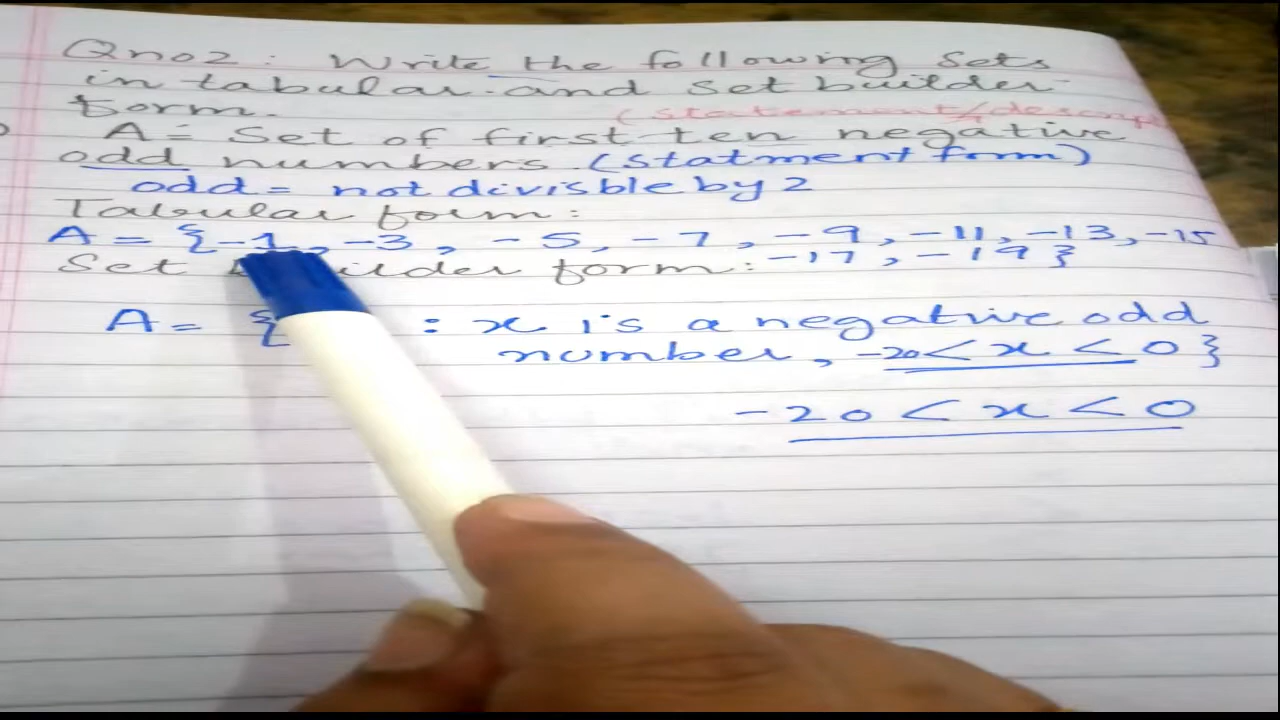 Qno2: Write the following Sets
in tabular and set builder
form.
(statement/descrip
A = Set of first ten negative
odd numbers. (statment form)
odd = not divisble by 2
Tabular form:
A = {-1, -3, -5, -7, -9, -11, -13, -15
-17, -19}
Set builder form:
A = { : x is a negative odd
number, -20 < x < 0}
-20 < x < 0